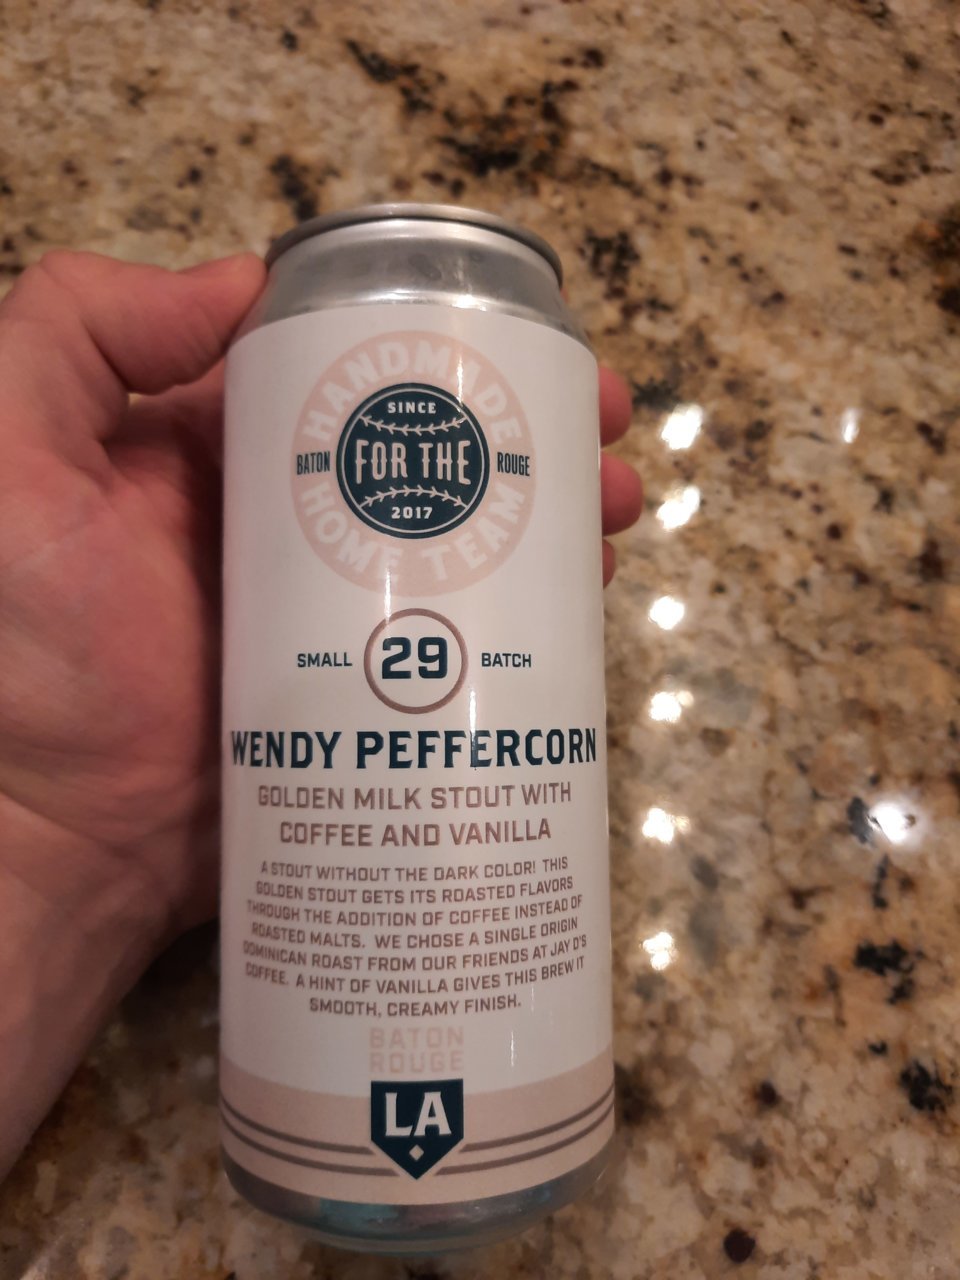 HANDMADE
SINCE
BATON FOR THE ROUGE
2017
HOME TEAM
SMALL 29 BATCH
WENDY PEFFERCORN
GOLDEN MILK STOUT WITH
COFFEE AND VANILLA
A STOUT WITHOUT THE DARK COLOR! THIS
GOLDEN STOUT GETS ITS ROASTED FLAVORS
THROUGH THE ADDITION OF COFFEE INSTEAD OF
ROASTED MALTS. WE CHOSE A SINGLE ORIGIN
DOMINICAN ROAST FROM OUR FRIENDS AT JAY D'S
COFFEE. A HINT OF VANILLA GIVES THIS BREW IT
SMOOTH, CREAMY FINISH.
BATON
ROUGE
LA